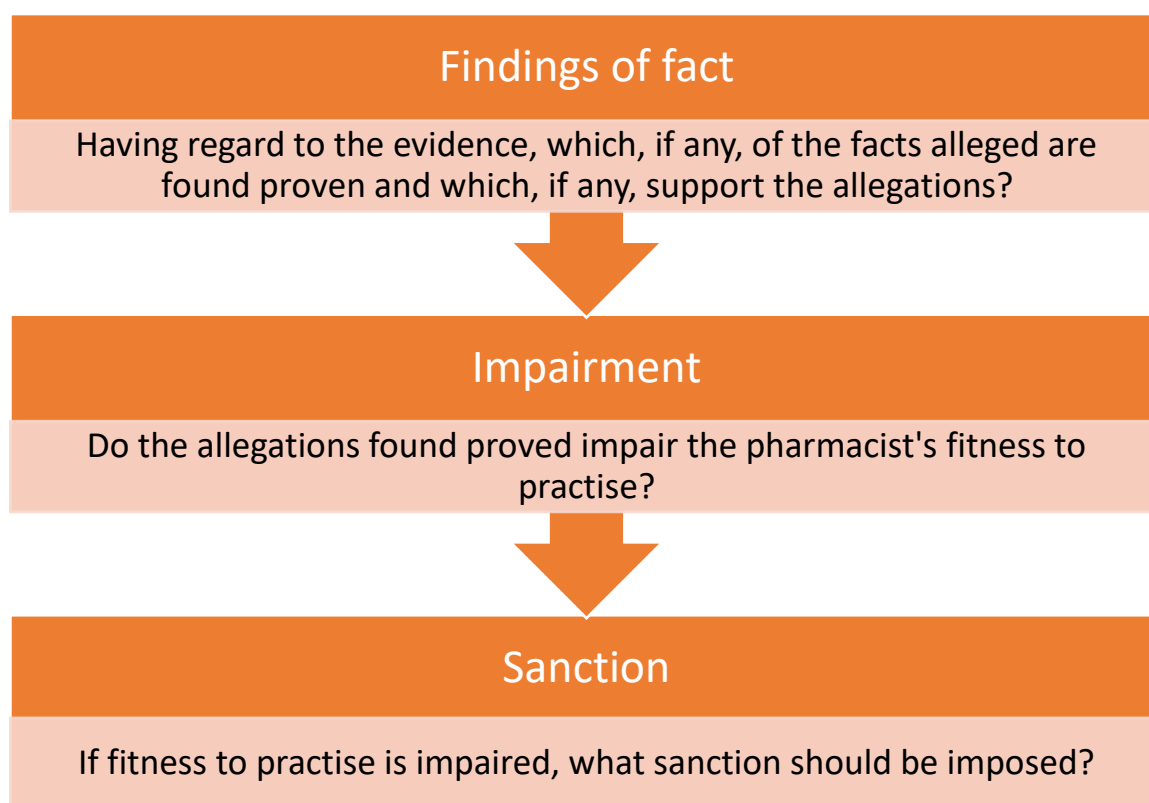 Findings of fact
Having regard to the evidence, which, if any, of the facts alleged are
found proven and which, if any, support the allegations?
Impairment
Do the allegations found proved impair the pharmacist's fitness to
practise?
Sanction
If fitness to practise is impaired, what sanction should be imposed?